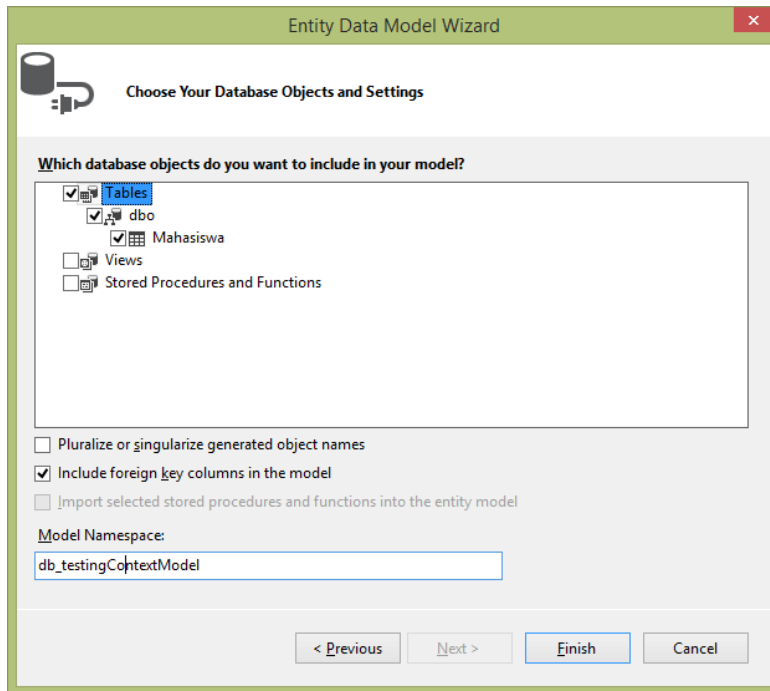 Entity Data Model Wizard
Choose Your Database Objects and Settings
Which database objects do you want to include in your model?
Tables
dbo
Mahasiswa
Views
Stored Procedures and Functions
Pluralize or singularize generated object names
Include foreign key columns in the model
Import selected stored procedures and functions into the entity model
Model Namespace:
db_testingContextModel
< Previous Next > Finish Cancel